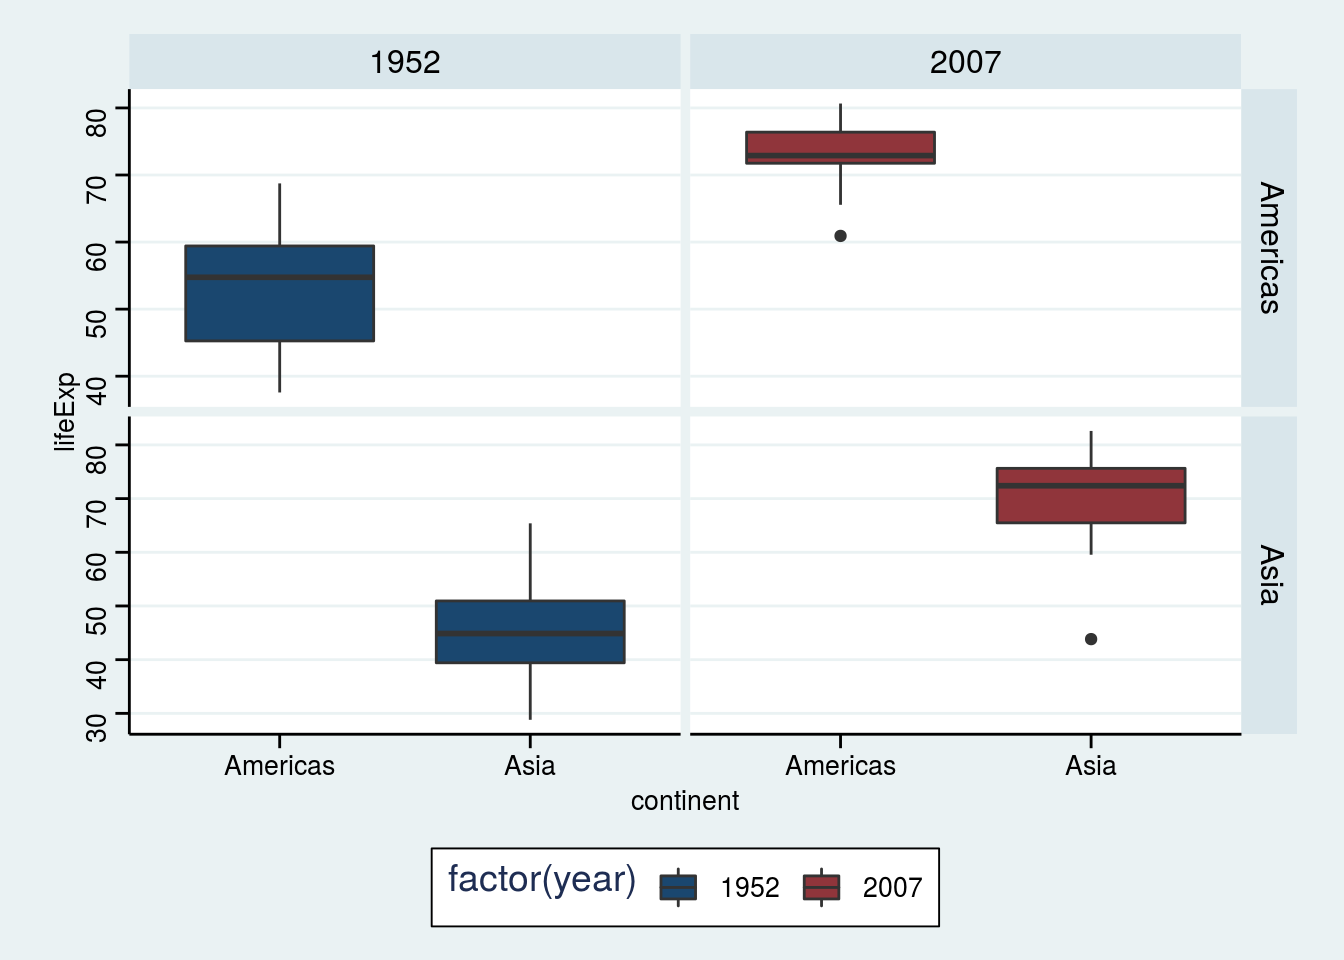 1952 2007
80
70
60
50
40
Americas
lifeExp
80
70
60
50
40
30
Asia
Americas Asia Americas Asia
continent
factor(year) 1952 2007